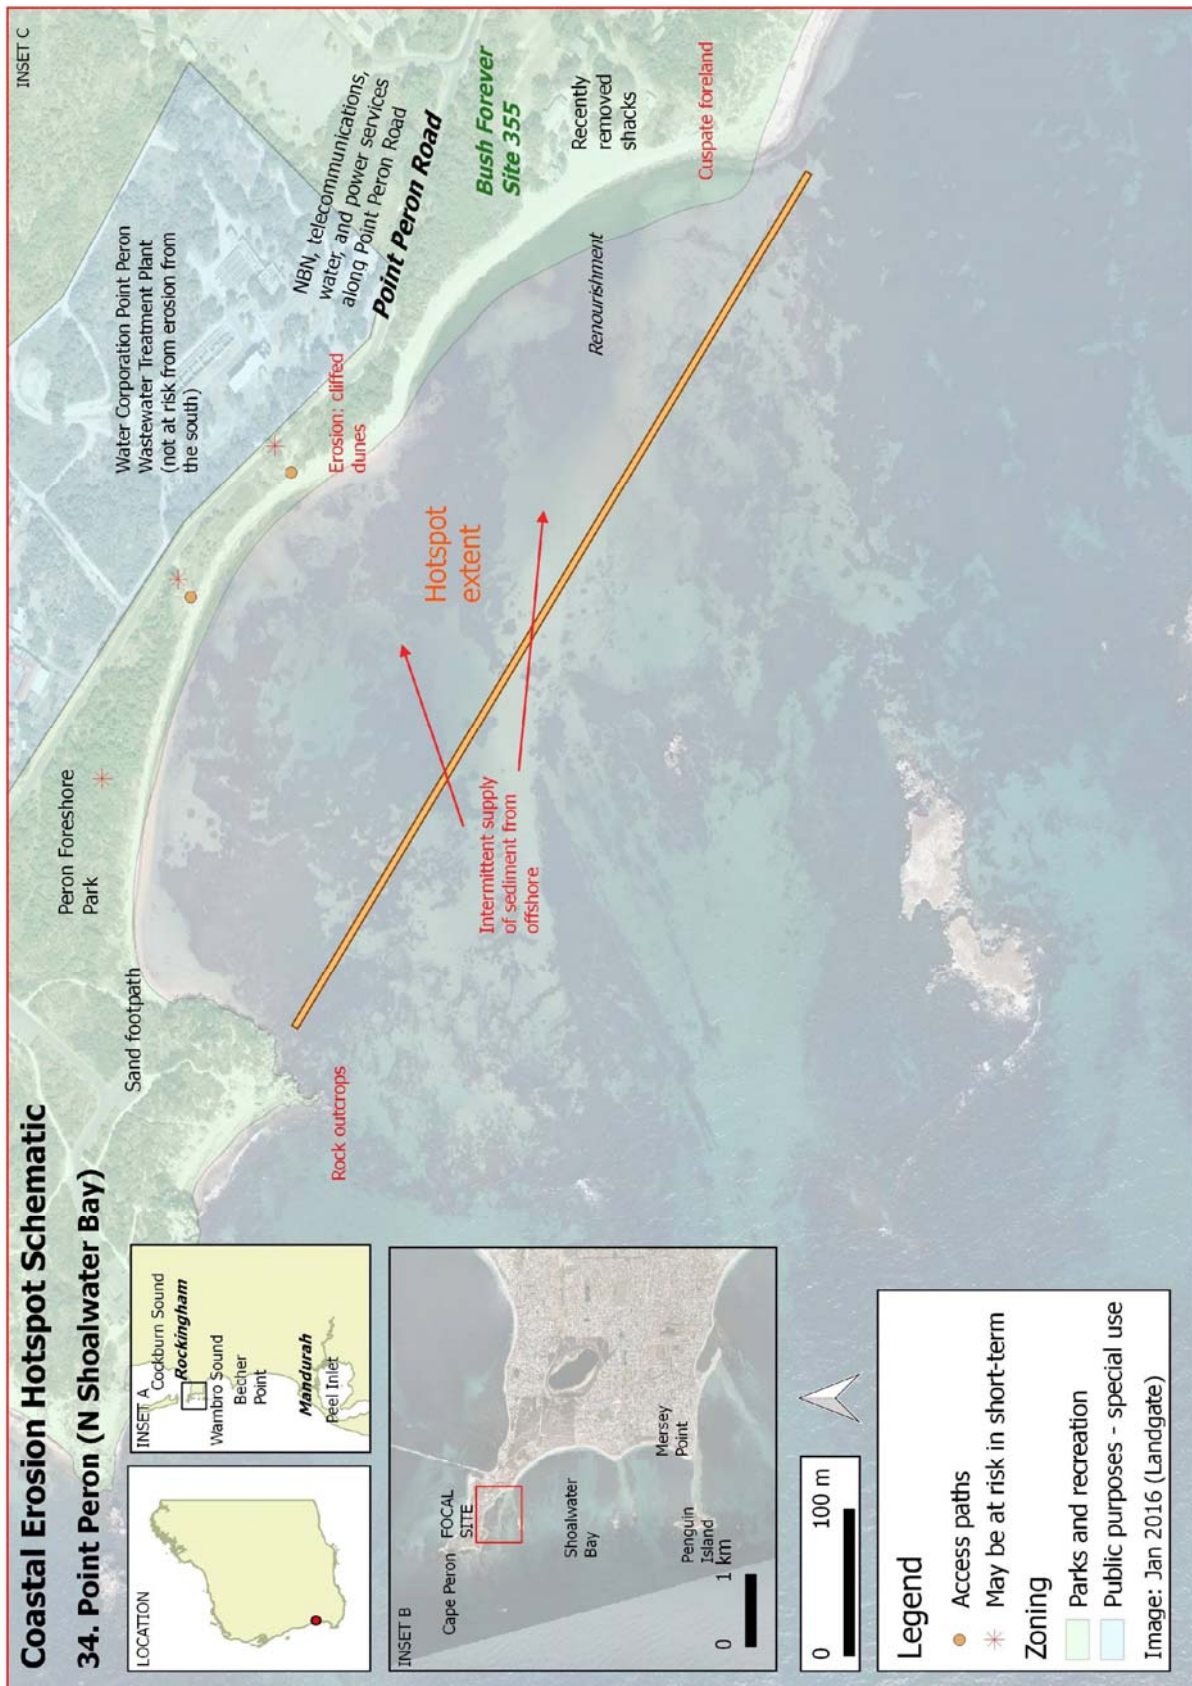 Coastal Erosion Hotspot Schematic
34. Point Peron (N Shoalwater Bay)
INSET C
LOCATION
INSET A
Cockburn Sound
Rockingham
Wambro Sound
Becher
Point
Mandurah
Peel Inlet
INSET B
Cape Peron
FOCAL
SITE
Shoalwater
Bay
Mersey
Point
Penguin
Island
0
1 km
0
100 m
Legend
Access paths
May be at risk in short-term
Zoning
Parks and recreation
Public purposes - special use
Image: Jan 2016 (Landgate)
Sand footpath
Peron Foreshore
Park
Rock outcrops
Water Corporation Point Peron
Wastewater Treatment Plant
(not at risk from erosion from
the south)
NBN, telecommunications,
water, and power services
along Point Peron Road
Point Peron Road
Erosion: cliffed
dunes
Hotspot
extent
Intermittent supply
of sediment from
offshore
Bush Forever
Site 355
Recently
removed
shacks
Renourishment
Cuspate foreland